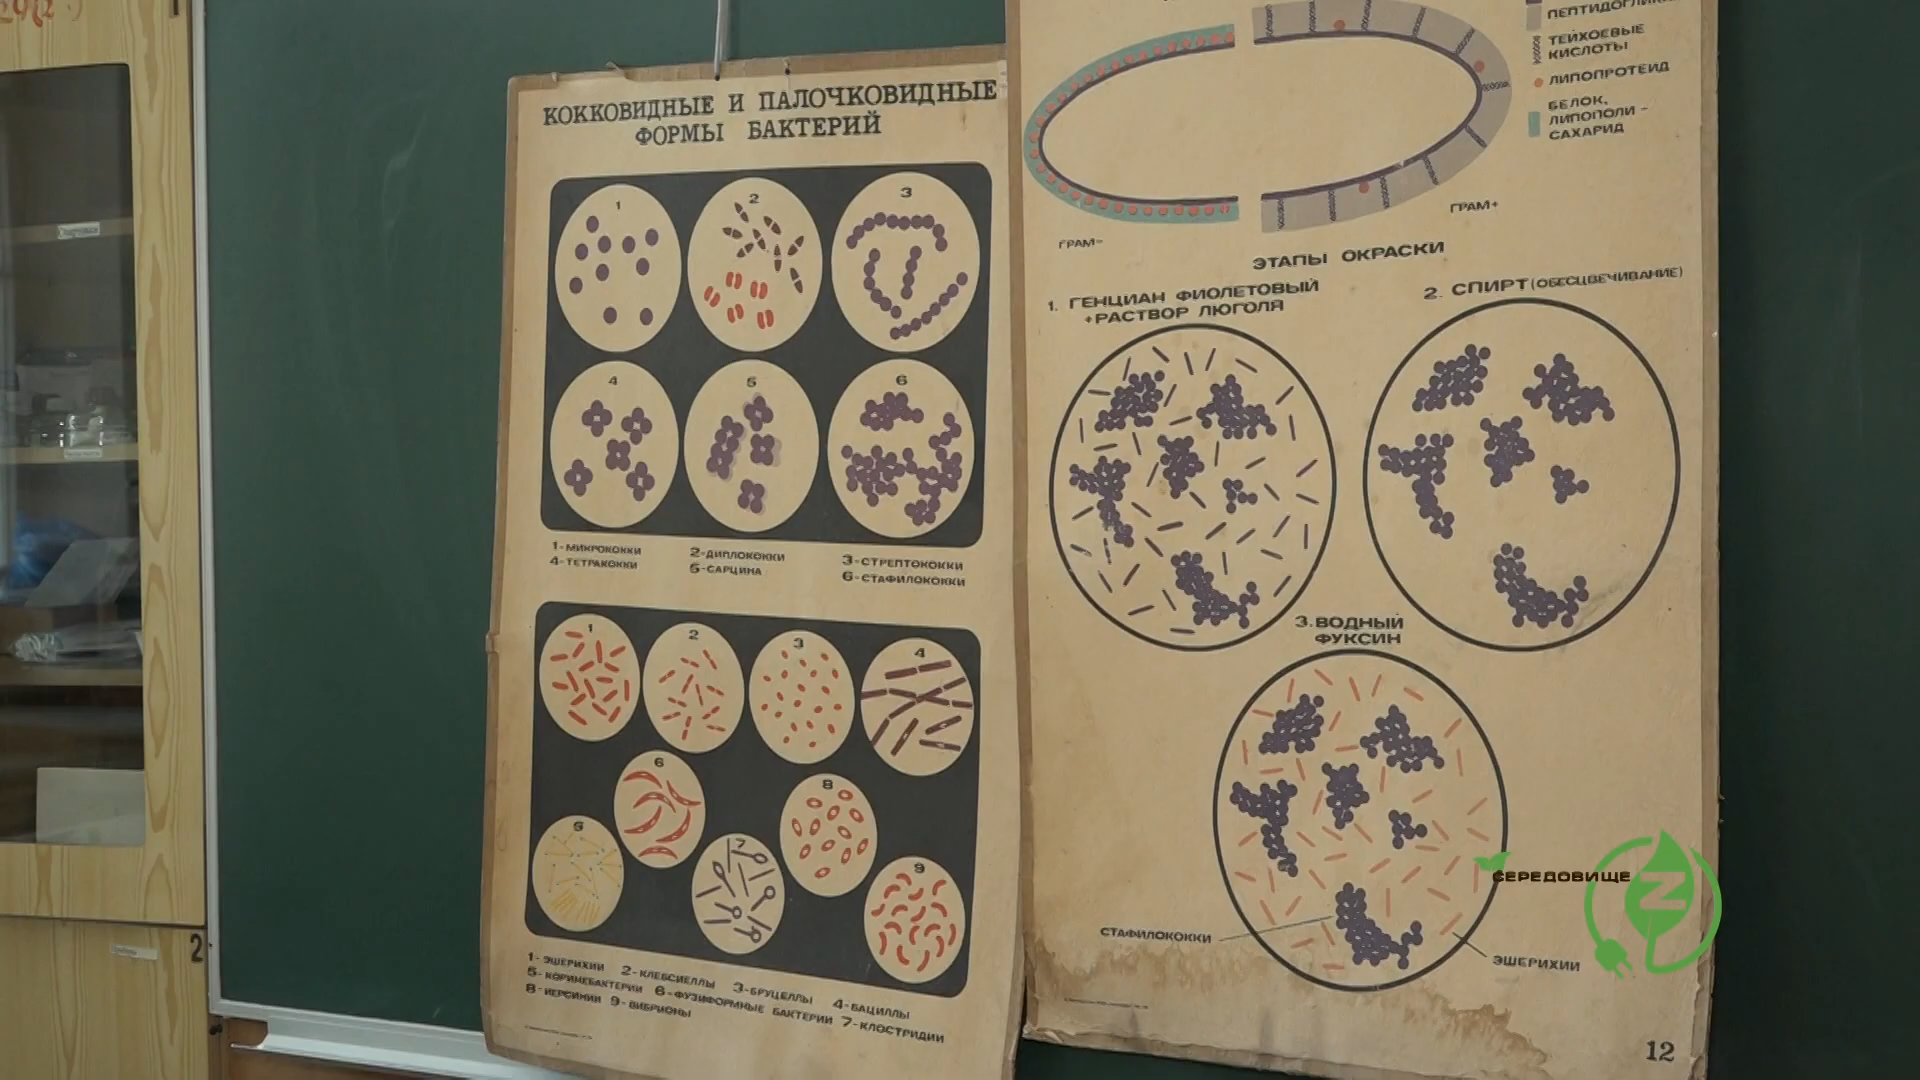 КОККОВИДНЫЕ И ПАЛОЧКОВИДНЫЕ
ФОРМЫ БАКТЕРИЙ
1
2
3
4
5
6
1-МИКРОКОККИ 2-ДИПЛОКОККИ 3-СТРЕПТОКОККИ
4-ТЕТРАКОККИ 5-САРЦИНА 6-СТАФИЛОКОККИ
1
2
3
4
5
6
7
8
9
1-ЭШЕРИХИИ 2-КЛЕБСИЕЛЛЫ 3-БРУЦЕЛЛЫ 4-БАЦИЛЛЫ
5-КОРИНЕБАКТЕРИИ 6-ФУЗИФОРМНЫЕ БАКТЕРИИ 7-КЛОСТРИДИИ
8-ИЕРСИНИИ 9-ВИБРИОНЫ
ТЕЙХОЕВЫЕ
КИСЛОТЫ
ЛИПОПРОТЕИД
БЕЛОК,
ЛИПОПОЛИ-
САХАРИД
ГРАМ-
ГРАМ+
ЭТАПЫ ОКРАСКИ
1. ГЕНЦИАН ФИОЛЕТОВЫЙ
+РАСТВОР ЛЮГОЛЯ
2. СПИРТ (ОБЕСЦВЕЧИВАНИЕ)
3. ВОДНЫЙ
ФУКСИН
СТАФИЛОКОККИ
ЭШЕРИХИИ
12
2
СЕРЕДОВИЩЕ
Z